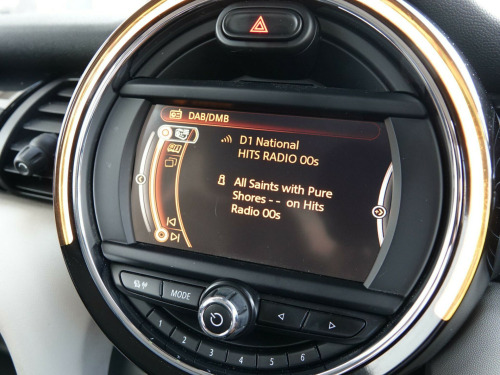 DAB/DMB
D1 National
HITS RADIO 00s
All Saints with Pure
Shores - - on Hits
Radio 00s
MODE
1
2
3
4
5
6